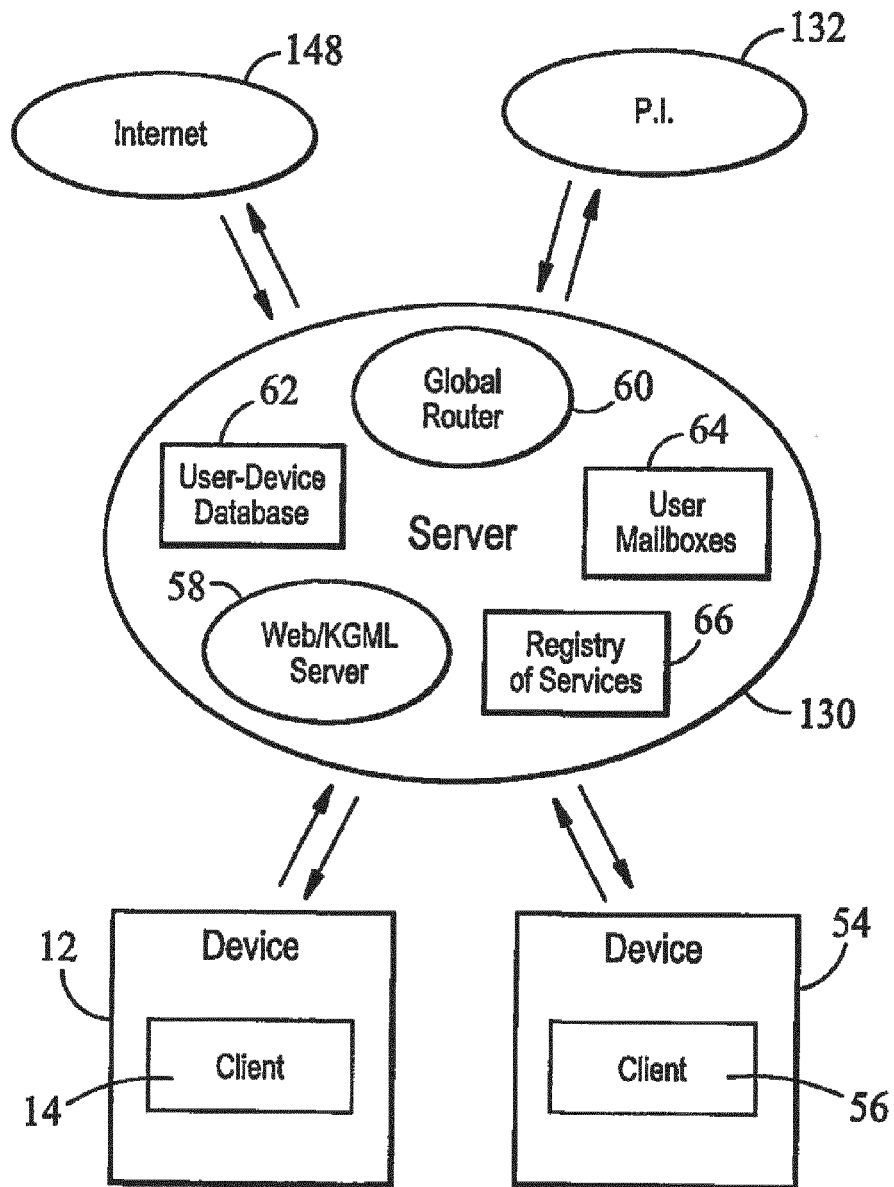 148
132
Internet
P.I.
Global
Router
60
62
64
User-Device
Database
User
Mailboxes
Server
58
66
Web/KGML
Server
Registry
of Services
130
12
Device
Device
54
Client
Client
14
56